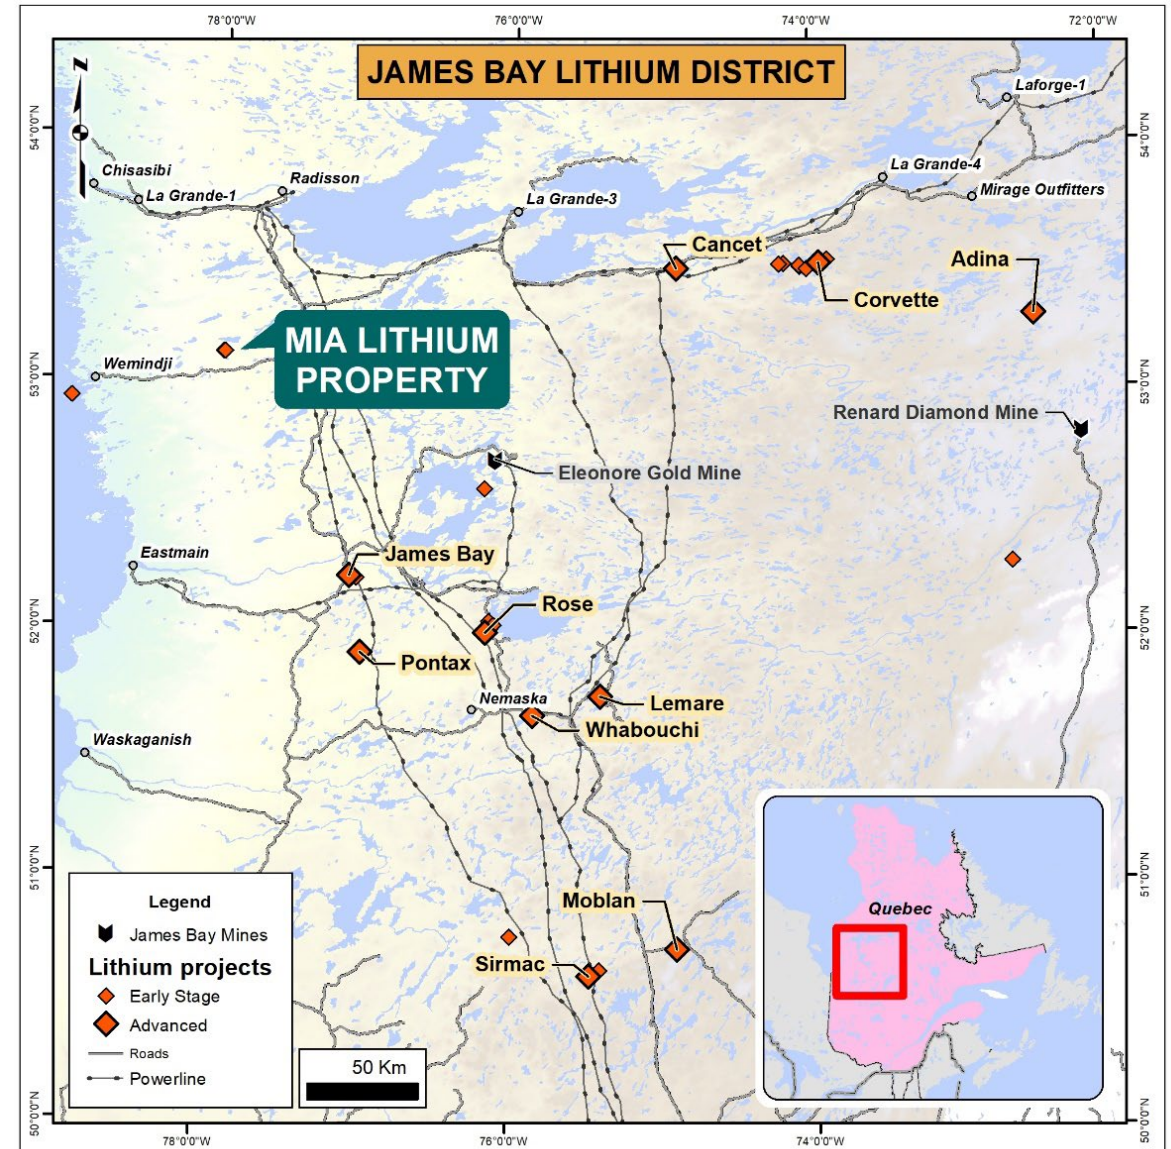 78°0'0"W
76°0'0"W
74°0'0"W
72°0'0"W
JAMES BAY LITHIUM DISTRICT
N
54°0'0"N
54°0'0"N
Laforge-1
Chisasibi
La Grande-1
Radisson
La Grande-3
La Grande-4
Mirage Outfitters
Cancet
Adina
Corvette
MIA LITHIUM
PROPERTY
Wemindji
53°0'0"N
53°0'0"N
Renard Diamond Mine
Eleonore Gold Mine
Eastmain
James Bay
Rose
52°0'0"N
52°0'0"N
Pontax
Nemaska
Lemare
Whabouchi
Waskaganish
51°0'0"N
51°0'0"N
Moblan
Sirmac
Quebec
Legend
James Bay Mines
Lithium projects
Early Stage
Advanced
Roads
Powerline
50 Km
50°0'0"N
50°0'0"N
78°0'0"W
76°0'0"W
74°0'0"W